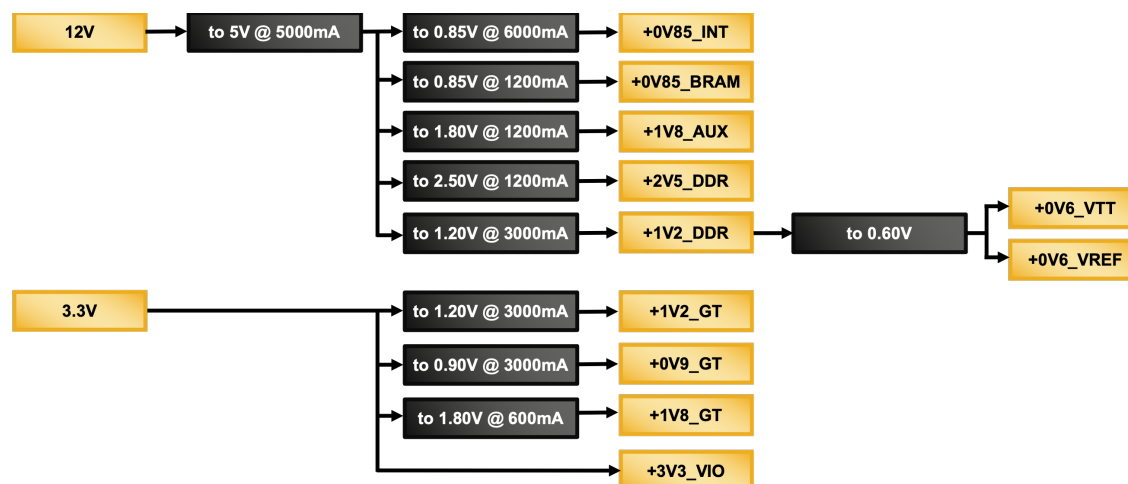 12V
to 5V @ 5000mA
to 0.85V @ 6000mA
+0V85_INT
to 0.85V @ 1200mA
+0V85_BRAM
to 1.80V @ 1200mA
+1V8_AUX
to 2.50V @ 1200mA
+2V5_DDR
to 1.20V @ 3000mA
+1V2_DDR
to 0.60V
+0V6_VTT
+0V6_VREF
3.3V
to 1.20V @ 3000mA
+1V2_GT
to 0.90V @ 3000mA
+0V9_GT
to 1.80V @ 600mA
+1V8_GT
+3V3_VIO